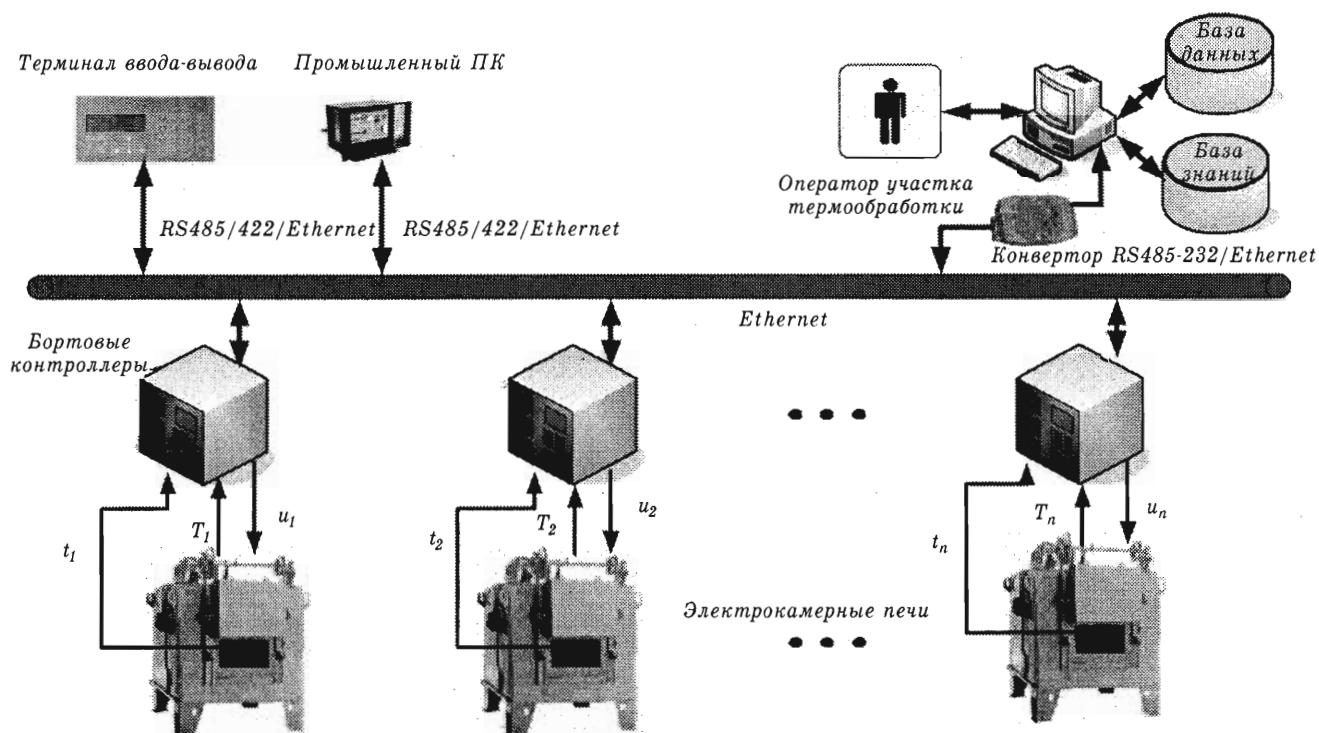 Терминал ввода-вывода
Промышленный ПК
База
данных
База
знаний
Оператор участка
термообработки
RS485/422/Ethernet
RS485/422/Ethernet
Конвертор RS485-232/Ethernet
Ethernet
Бортовые
контроллеры
t₁
T₁
u₁
t₂
T₂
u₂
tₙ
Tₙ
uₙ
Электрокамерные печи